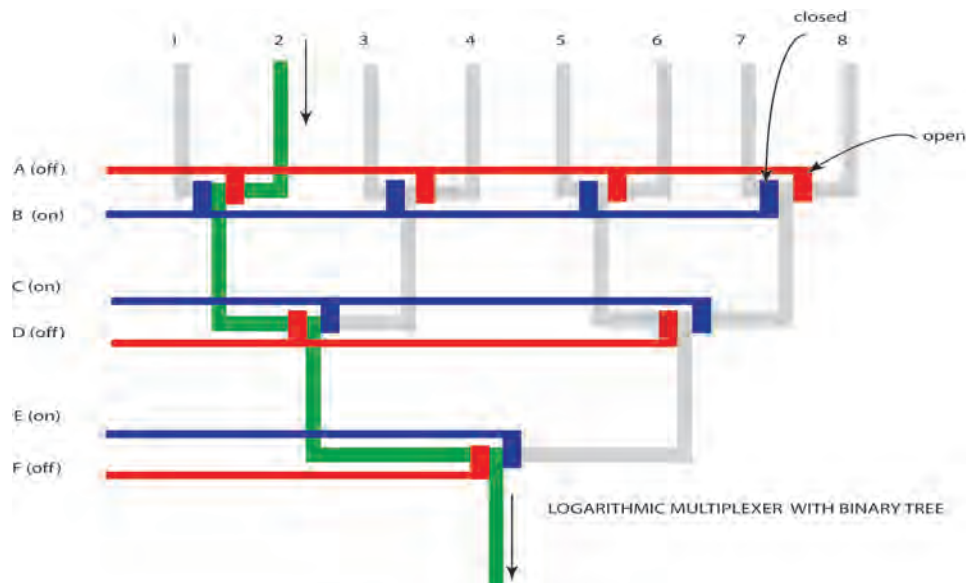 closed
1 2 3 4 5 6 7 8
open
A (off)
B (on)
C (on)
D (off)
E (on)
F (off)
LOGARITHMIC MULTIPLEXER WITH BINARY TREE